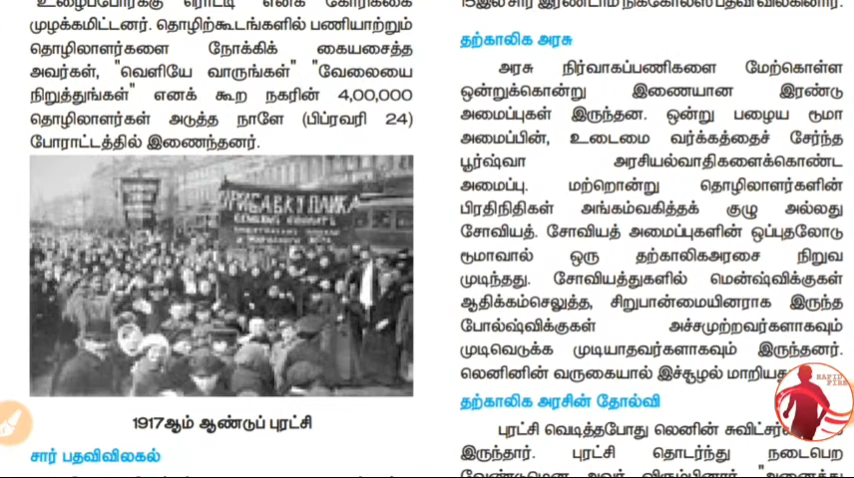 "உழைப்போர்க்கு ரொட்டி" எனக் கோரிக்கை
முழக்கமிட்டனர். தொழிற்கூடங்களில் பணியாற்றும்
தொழிலாளர்களை நோக்கிக் கையசைத்த
அவர்கள், "வெளியே வாருங்கள்" "வேலையை
நிறுத்துங்கள்" எனக் கூற நகரின் 4,00,000
தொழிலாளர்கள் அடுத்த நாளே (பிப்ரவரி 24)
போராட்டத்தில் இணைந்தனர்.
1917ஆம் ஆண்டுப் புரட்சி
சார் பதவிவிலகல்
15இல் சார் இரண்டாம் நிக்கோலஸ் பதவி விலகினார்.
தற்காலிக அரசு
அரசு நிர்வாகப்பணிகளை மேற்கொள்ள
ஒன்றுக்கொன்று இணையான இரண்டு
அமைப்புகள் இருந்தன. ஒன்று பழைய ரூமா
அமைப்பின், உடைமை வர்க்கத்தைச் சேர்ந்த
பூர்ஷ்வா அரசியல்வாதிகளைக்கொண்ட
அமைப்பு. மற்றொன்று தொழிலாளர்களின்
பிரதிநிதிகள் அங்கம்வகித்தக் குழு அல்லது
சோவியத். சோவியத் அமைப்புகளின் ஒப்புதலோடு
ரூமாவால் ஒரு தற்காலிகஅரசை நிறுவ
முடிந்தது. சோவியத்துகளில் மென்ஷ்விக்குகள்
ஆதிக்கம்செலுத்த, சிறுபான்மையினராக இருந்த
போல்ஷ்விக்குகள் அச்சமுற்றவர்களாகவும்
முடிவெடுக்க முடியாதவர்களாகவும் இருந்தனர்.
லெனினின் வருகையால் இச்சூழல் மாறியது
RAPID
FIRE
தற்காலிக அரசின் தோல்வி
புரட்சி வெடித்தபோது லெனின்
இருந்தார். புரட்சி தொடர்ந்து நடைபெற
வேண்டுமென அவர் விரும்பினார். "அனைத்து